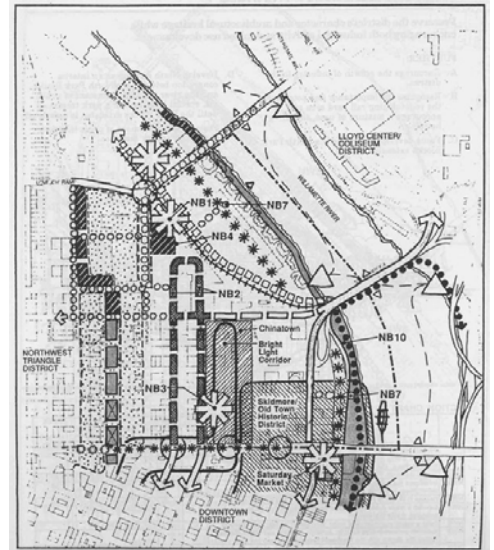 LLOYD CENTER/
COLISEUM
DISTRICT
WILLAMETTE RIVER
NB1
NB7
NB4
NB2
Chinatown
NB10
Bright
Light
Corridor
NORTHWEST
TRIANGLE
DISTRICT
NB3
Skidmore/
Old Town
Historic
District
NB7
Saturday
Market
DOWNTOWN
DISTRICT